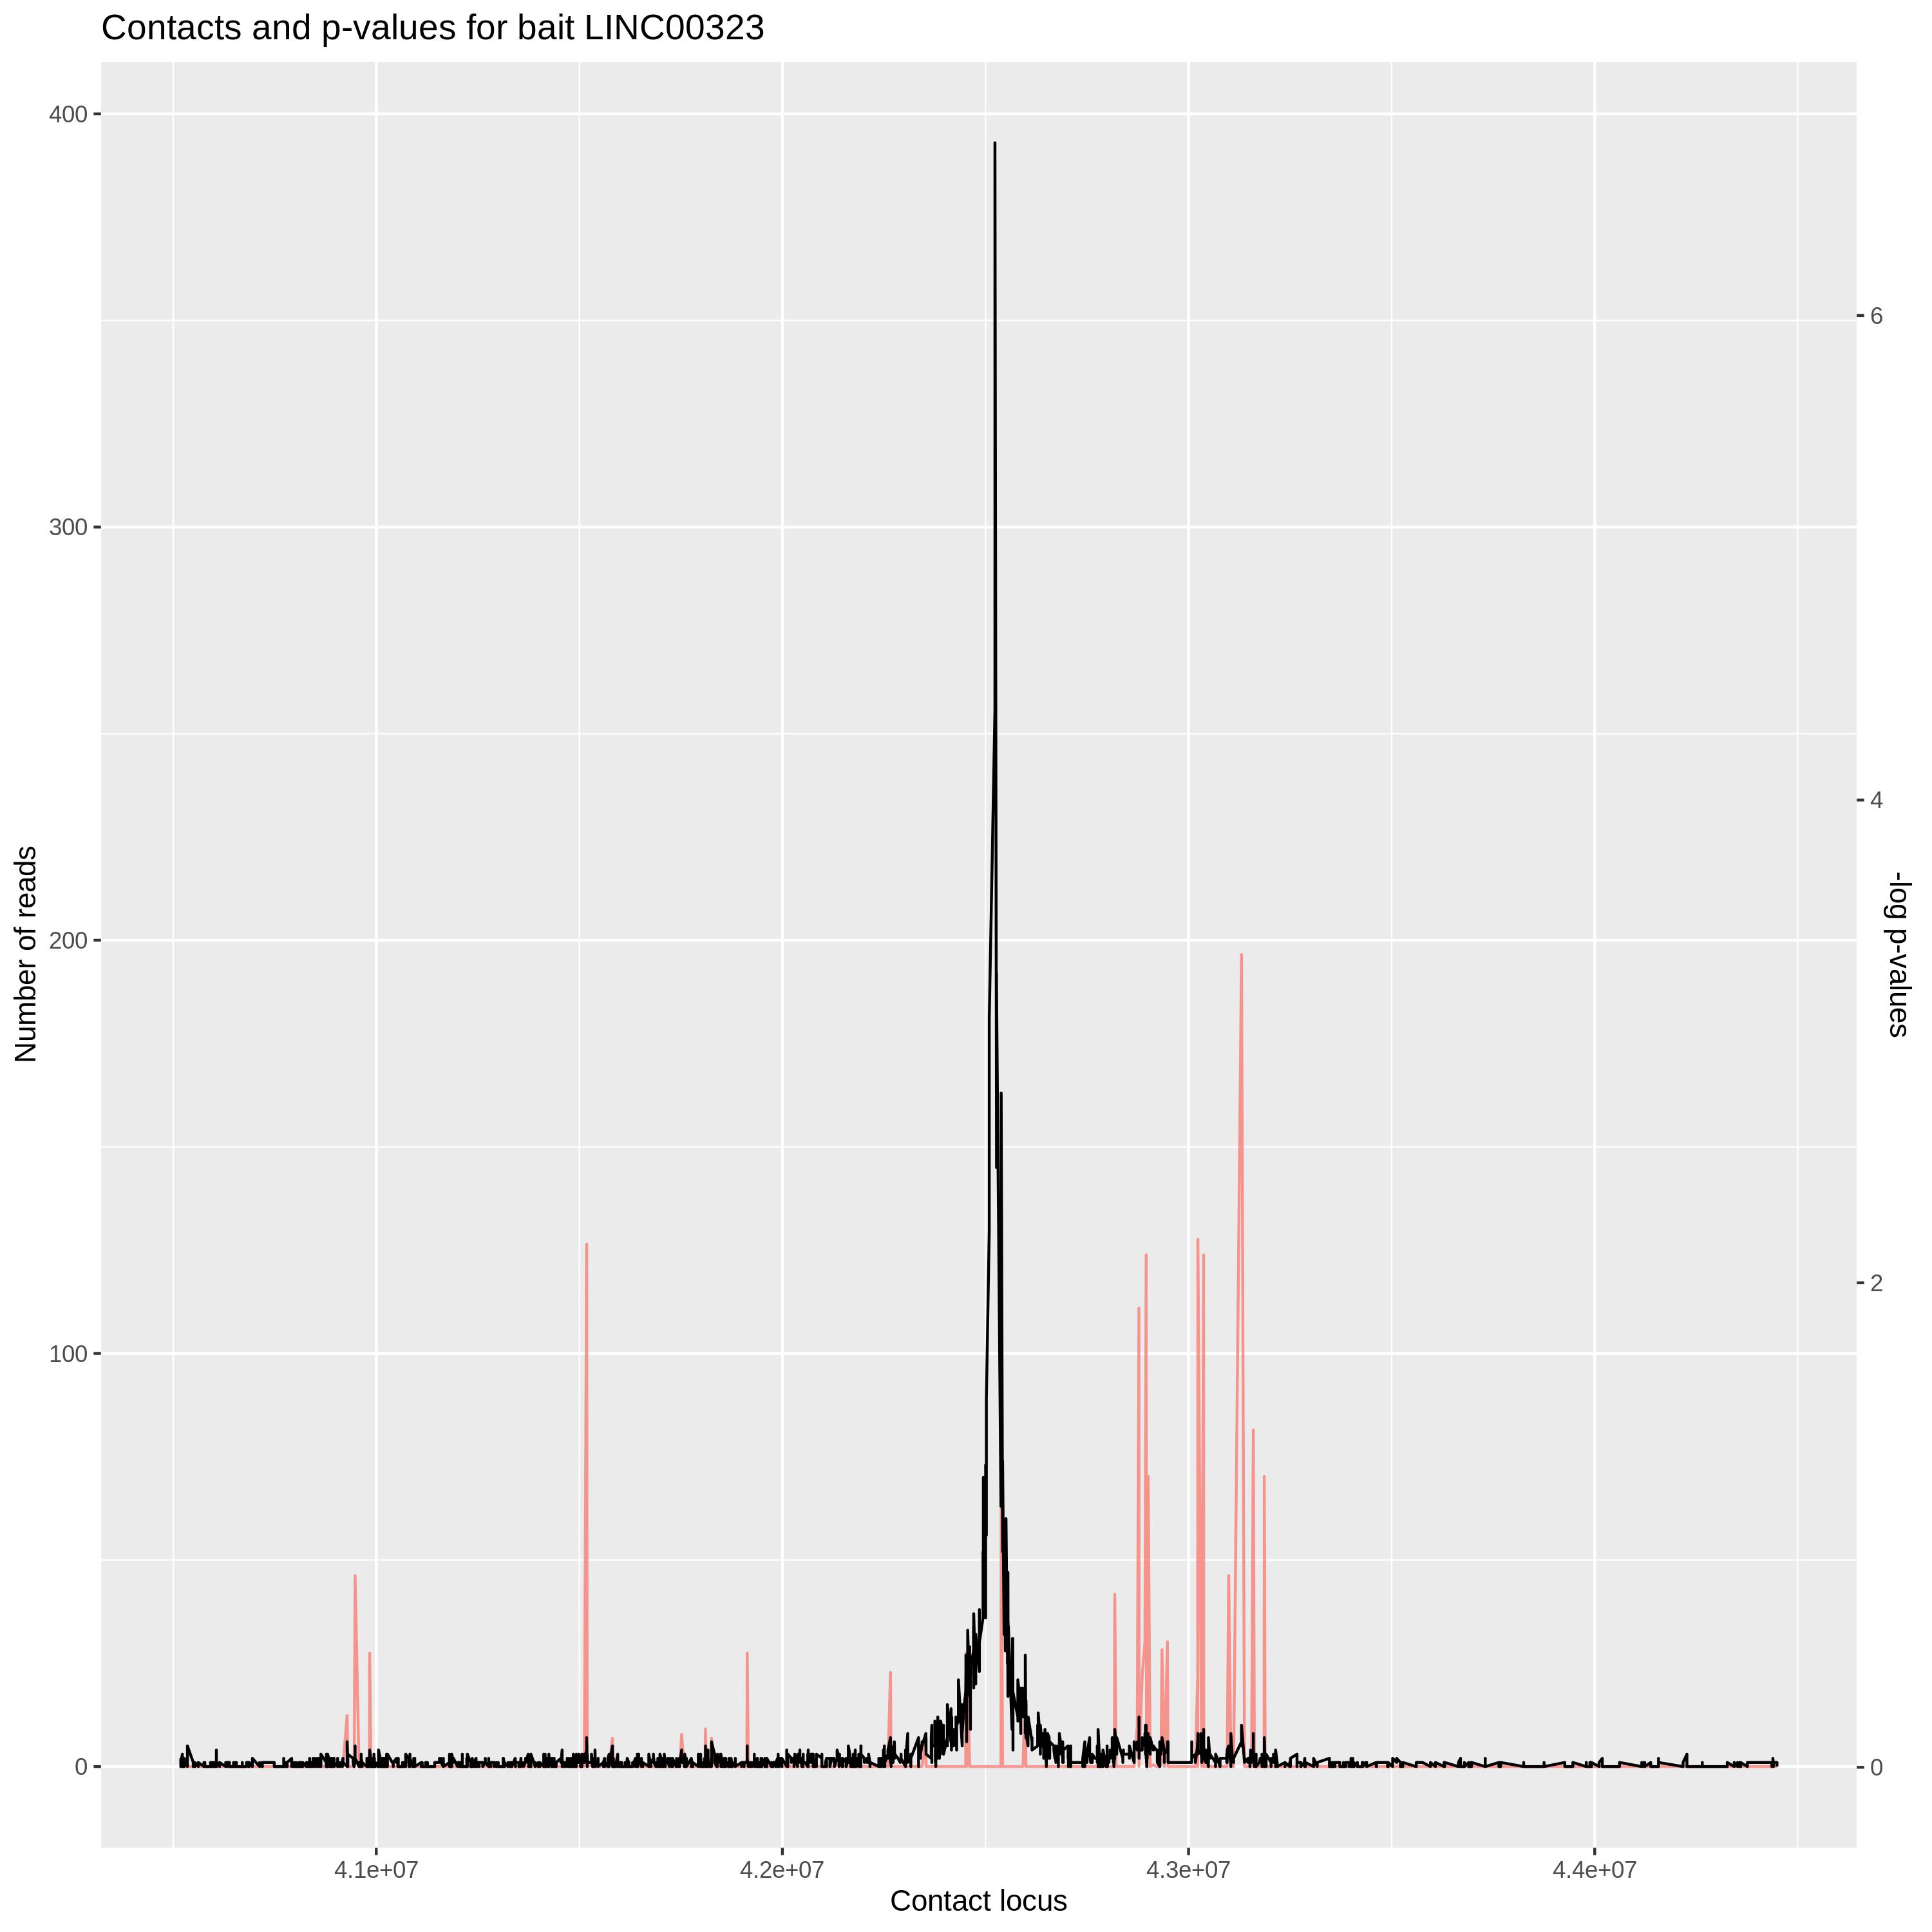 Contacts and p-values for bait LINC00323
400
300
200
100
0
Number of reads
6
4
2
0
-log p-values
4.1e+07 4.2e+07 4.3e+07 4.4e+07
Contact locus